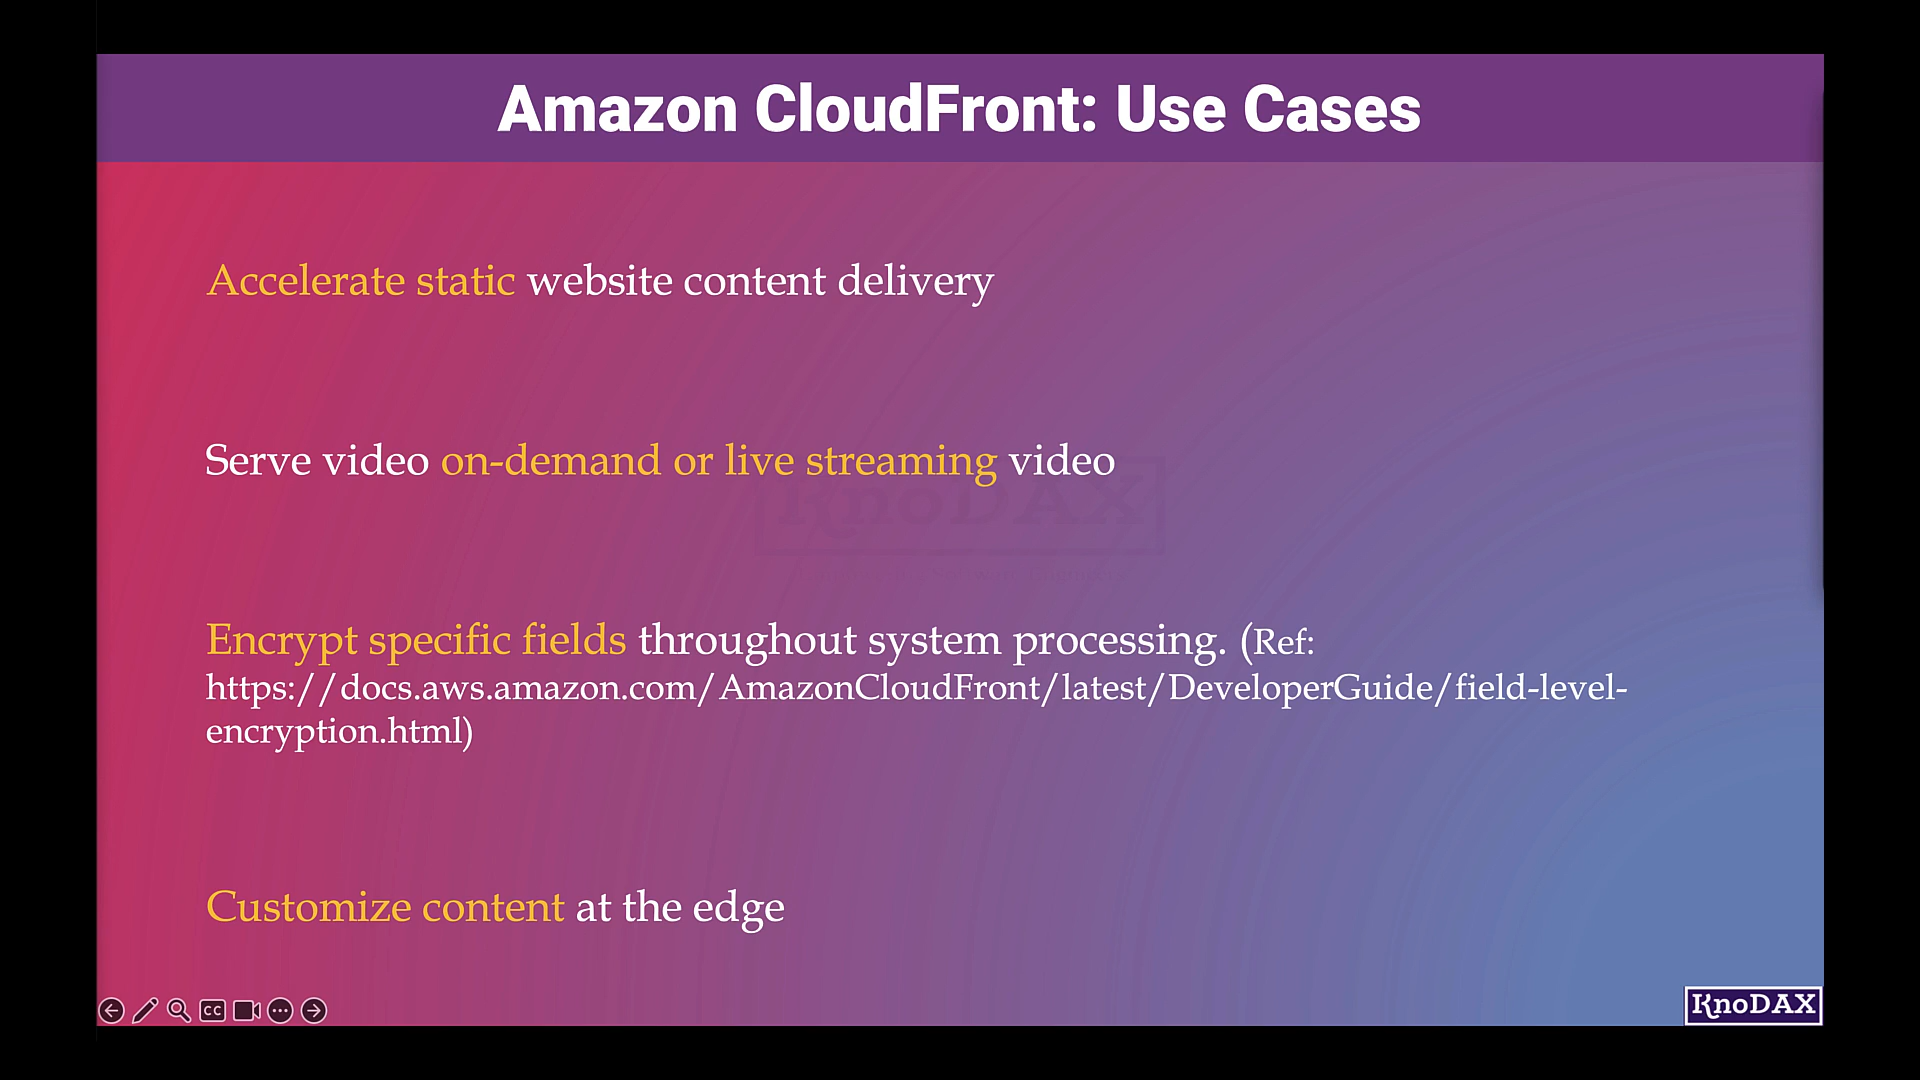 Amazon CloudFront: Use Cases
Accelerate static website content delivery
Serve video on-demand or live streaming video
KnoDAX
Encrypt specific fields throughout system processing. (Ref:
https://docs.aws.amazon.com/AmazonCloudFront/latest/DeveloperGuide/field-level-
encryption.html)
Customize content at the edge
CC
KnoDAX